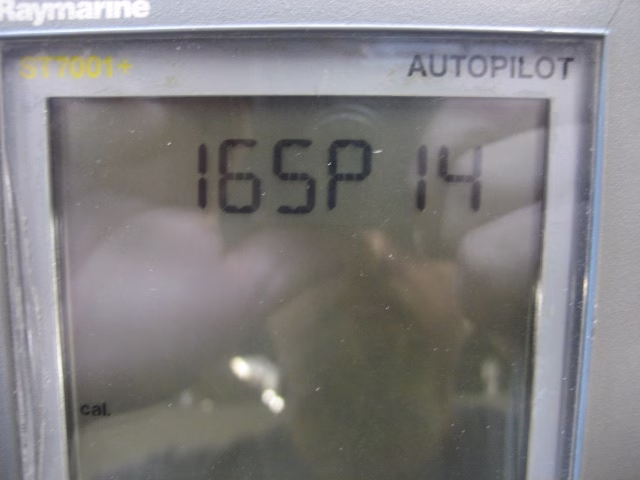 Raymarine
ST7001+ AUTOPILOT
16SP 14
cal.